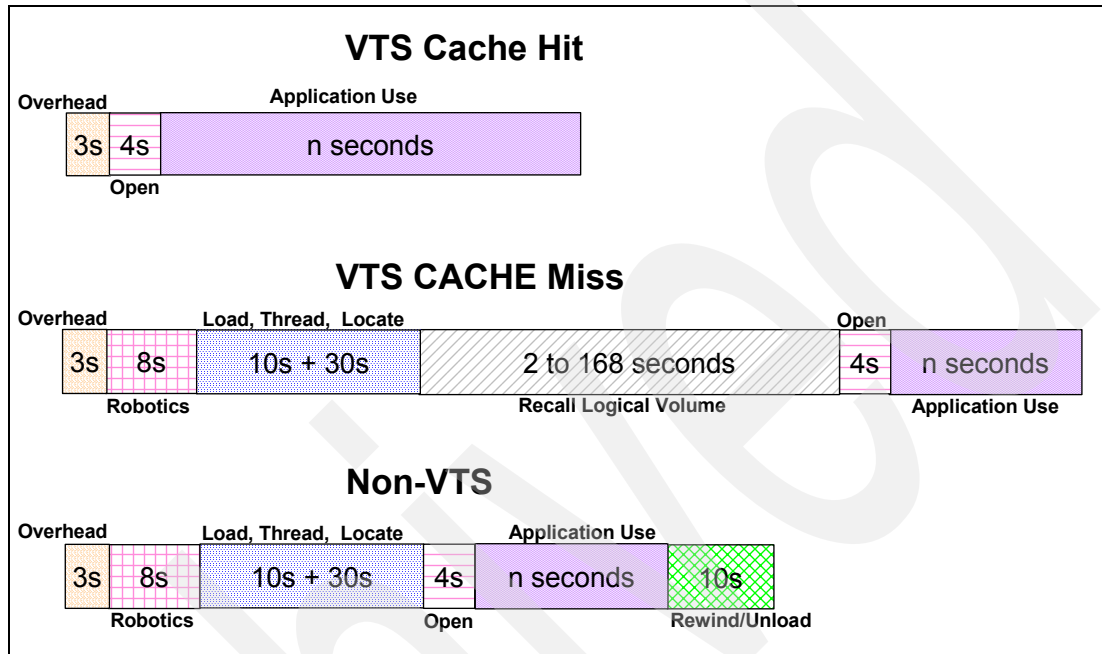 VTS Cache Hit
Overhead
Application Use
3s 4s n seconds
Open
VTS CACHE Miss
Overhead Load, Thread, Locate Open
3s 8s 10s + 30s 2 to 168 seconds 4s n seconds
Robotics Recall Logical Volume Application Use
Non-VTS
Overhead Load, Thread, Locate Application Use
3s 8s 10s + 30s 4s n seconds 10s
Robotics Open Rewind/Unload